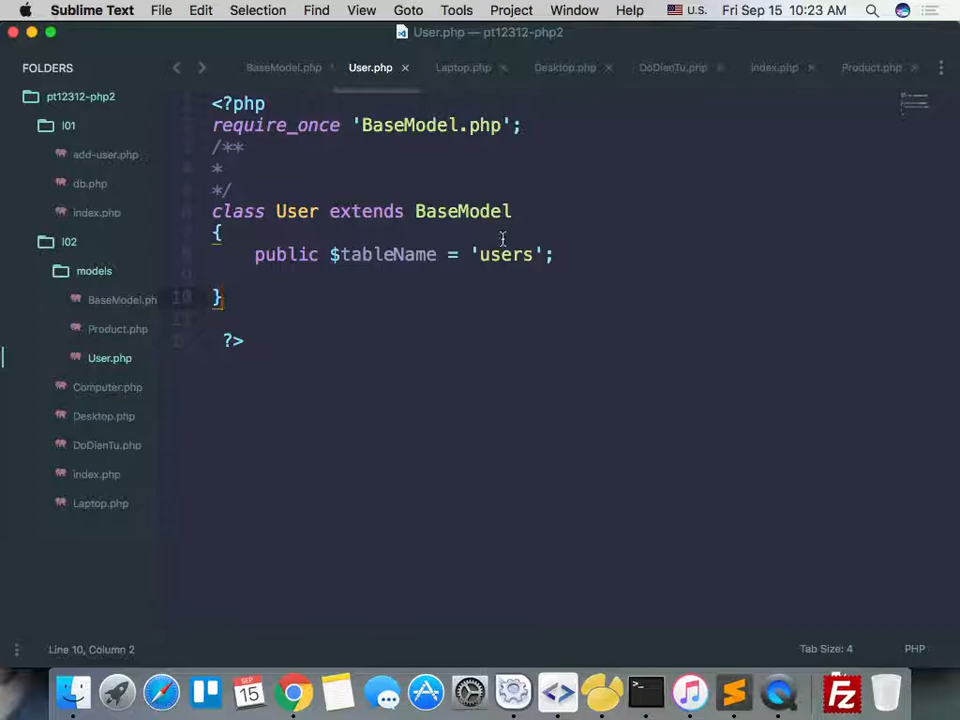 Sublime Text File Edit Selection Find View Goto Tools Project Window Help U.S. Fri Sep 15 10:23 AM
User.php — pt12312-php2
FOLDERS
pt12312-php2
l01
add-user.php
db.php
index.php
l02
models
BaseModel.ph
Product.php
User.php
Computer.php
Desktop.php
DoDienTu.php
index.php
Laptop.php
BaseModel.php User.php Laptop.php Desktop.php DoDienTu.php index.php Product.php
<?php
require_once 'BaseModel.php';
/**
*
*/
class User extends BaseModel
{
public $tableName = 'users';
10 }
?>
Line 10, Column 2 Tab Size: 4 PHP
SEP
15
Fz